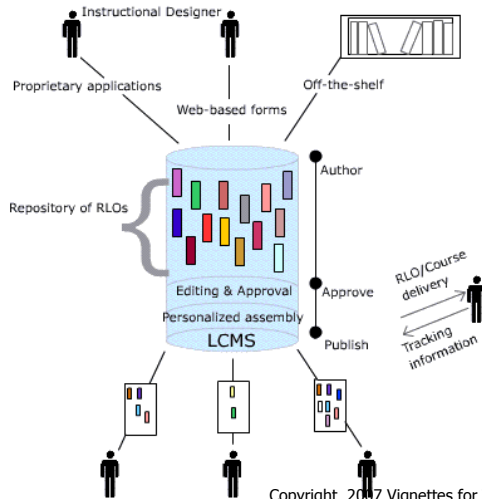 Instructional Designer
Proprietary applications
Off-the-shelf
Web-based forms
Author
Repository of RLOs
RLO/Course
delivery
Editing & Approval
Approve
Personalized assembly
LCMS
Publish
Tracking
information
Copyright, 2007 Vignettes for